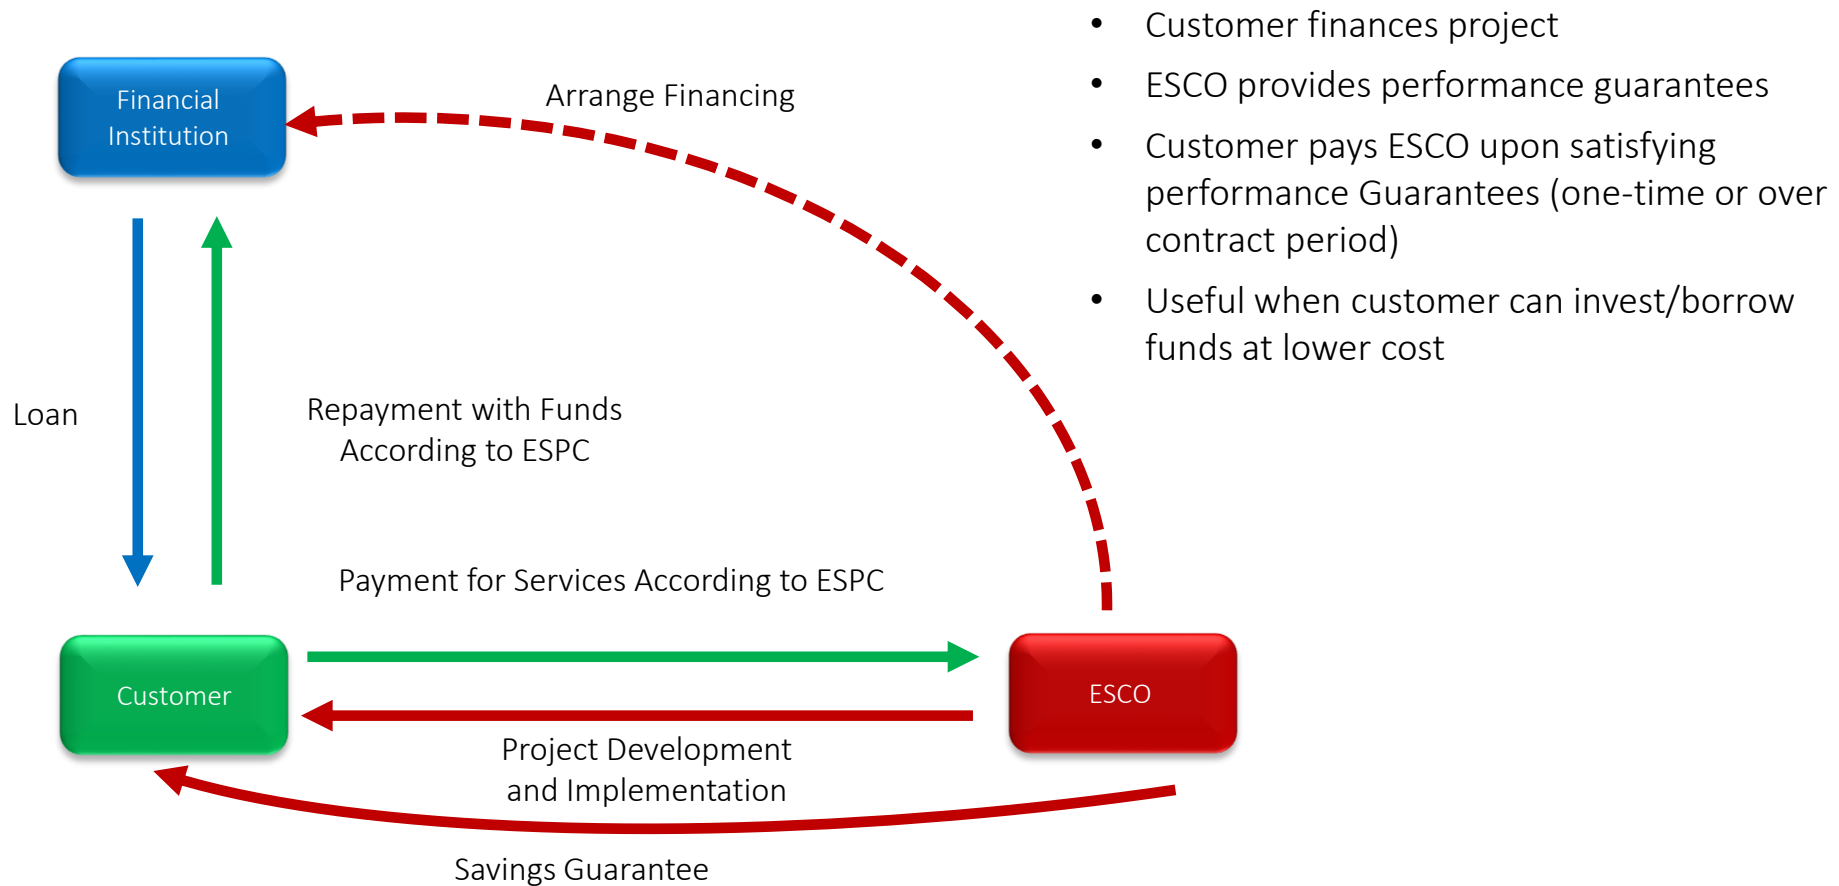 • Customer finances project
• ESCO provides performance guarantees
• Customer pays ESCO upon satisfying
performance Guarantees (one-time or over
contract period)
• Useful when customer can invest/borrow
funds at lower cost
Financial
Institution
Arrange Financing
Loan
Repayment with Funds
According to ESPC
Payment for Services According to ESPC
Customer
ESCO
Project Development
and Implementation
Savings Guarantee